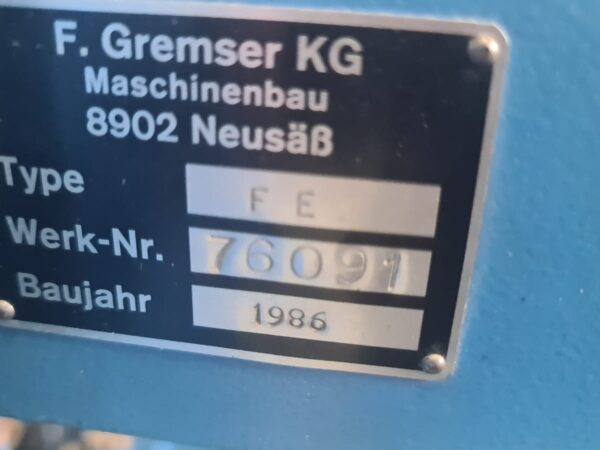 F. Gremser KG
Maschinenbau
8902 Neusäß
Type F E
Werk-Nr. 76091
Baujahr 1986